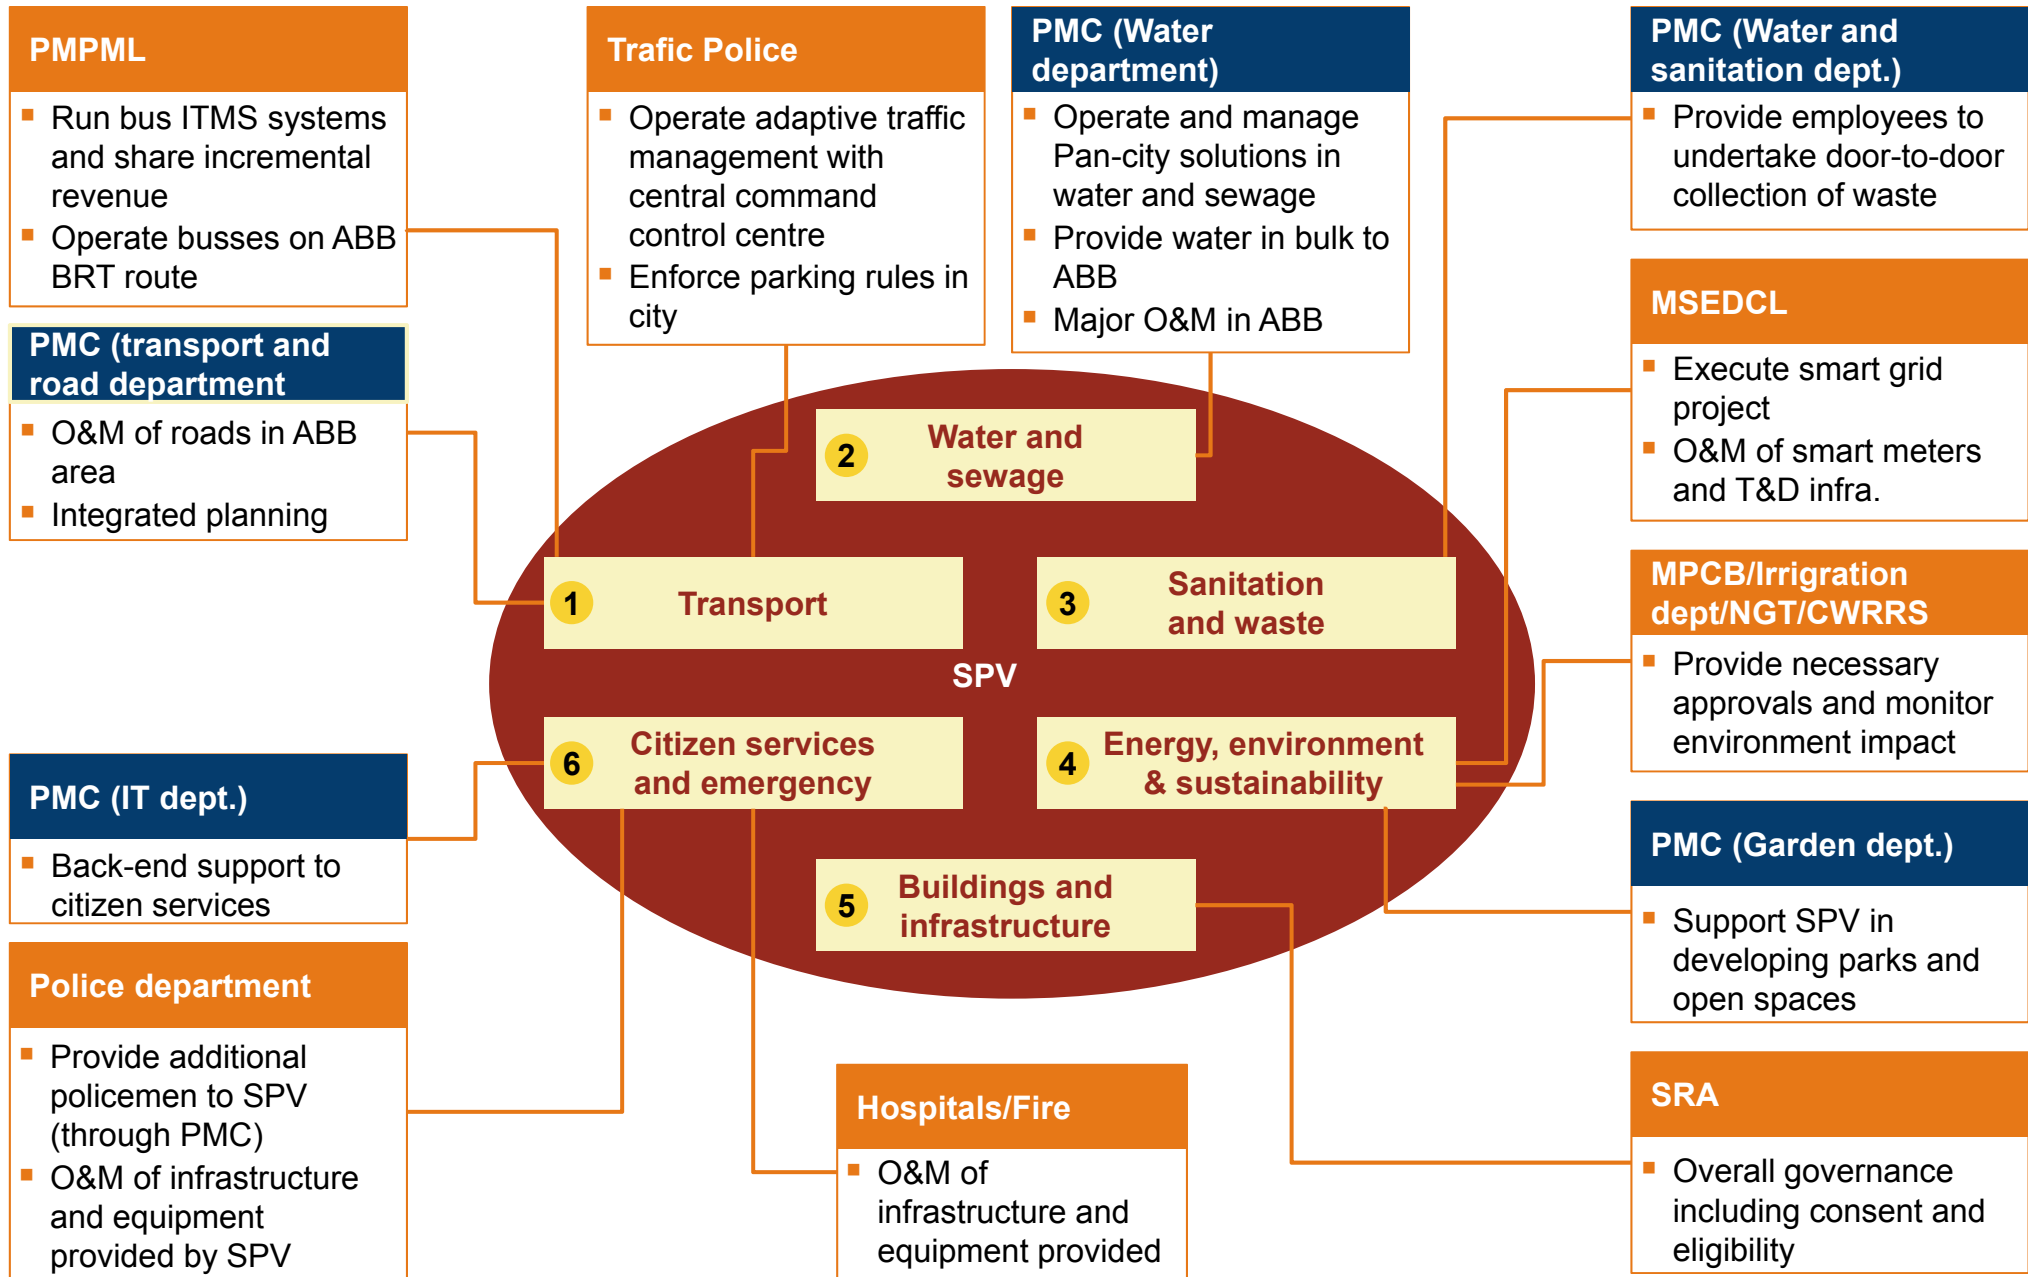 PMPML
Run bus ITMS systems
and share incremental
revenue
Operate busses on ABB
BRT route
PMC (transport and
road department
O&M of roads in ABB
area
Integrated planning
Trafic Police
Operate adaptive traffic
management with
central command
control centre
Enforce parking rules in
city
PMC (Water
department)
Operate and manage
Pan-city solutions in
water and sewage
Provide water in bulk to
ABB
Major O&M in ABB
PMC (Water and
sanitation dept.)
Provide employees to
undertake door-to-door
collection of waste
MSEDCL
Execute smart grid
project
O&M of smart meters
and T&D infra.
MPCB/Irrigration
dept/NGT/CWRRS
Provide necessary
approvals and monitor
environment impact
2
Water and
sewage
1
Transport
3
Sanitation
and waste
SPV
6
Citizen services
and emergency
4
Energy, environment
& sustainability
5
Buildings and
infrastructure
PMC (IT dept.)
Back-end support to
citizen services
Police department
Provide additional
policemen to SPV
(through PMC)
O&M of infrastructure
and equipment
provided by SPV
Hospitals/Fire
O&M of
infrastructure and
equipment provided
PMC (Garden dept.)
Support SPV in
developing parks and
open spaces
SRA
Overall governance
including consent and
eligibility